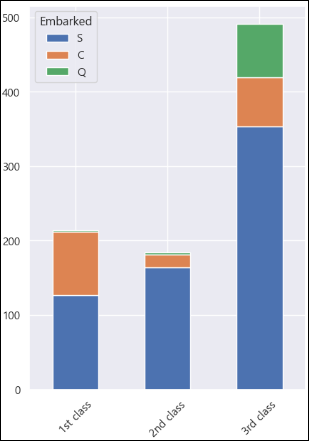 Embarked
S
C
Q
500
400
300
200
100
0
1st class
2nd class
3rd class